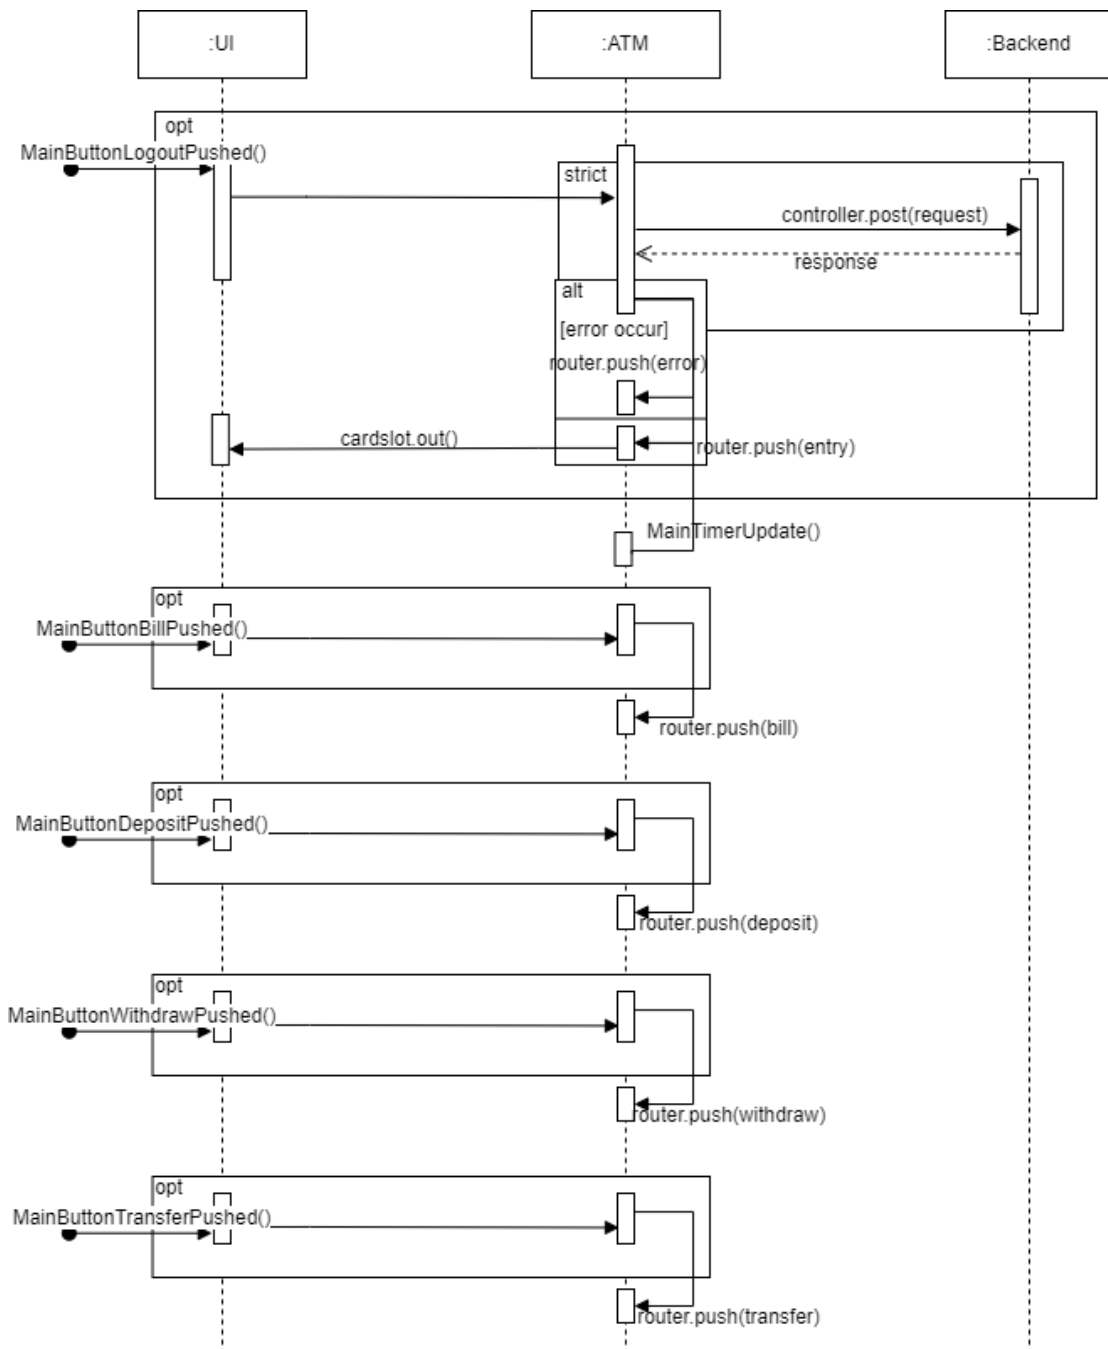 :UI
:ATM
:Backend
opt
MainButtonLogoutPushed()
strict
controller.post(request)
response
alt
[error occur]
router.push(error)
cardslot.out()
router.push(entry)
MainTimerUpdate()
opt
MainButtonBillPushed()
router.push(bill)
opt
MainButtonDepositPushed()
router.push(deposit)
opt
MainButtonWithdrawPushed()
router.push(withdraw)
opt
MainButtonTransferPushed()
router.push(transfer)